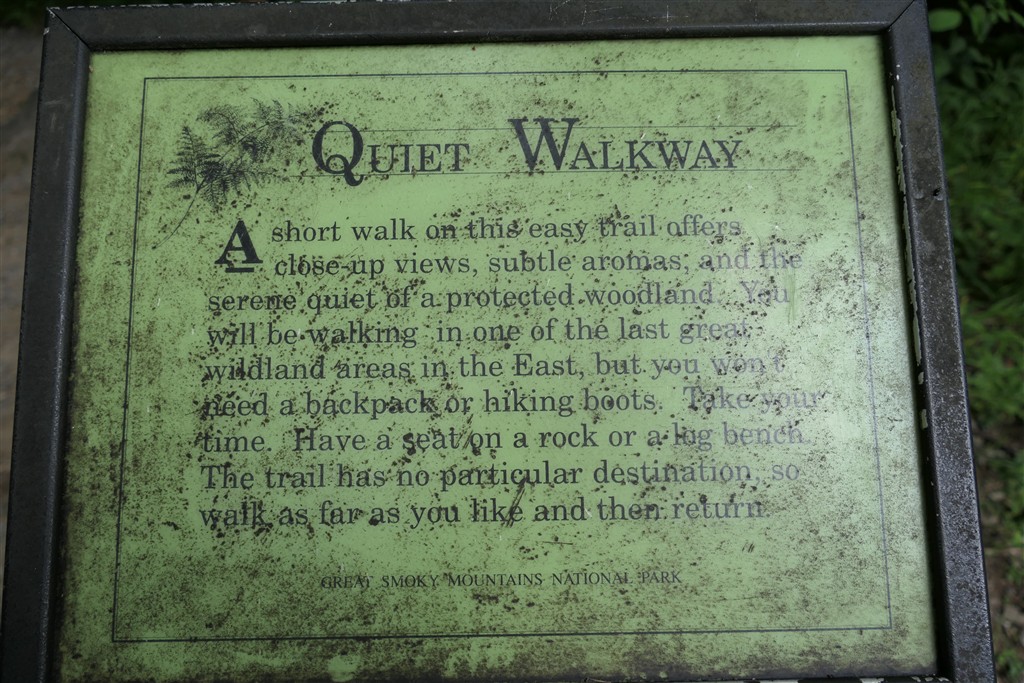 QUIET WALKWAY
A short walk on this easy trail offers
close-up views, subtle aromas, and the
serene quiet of a protected woodland. You
will be walking in one of the last great
wildland areas in the East, but you won't
need a backpack or hiking boots. Take your
time. Have a seat on a rock or a log bench.
The trail has no particular destination, so
walk as far as you like and then return.
GREAT SMOKY MOUNTAINS NATIONAL PARK